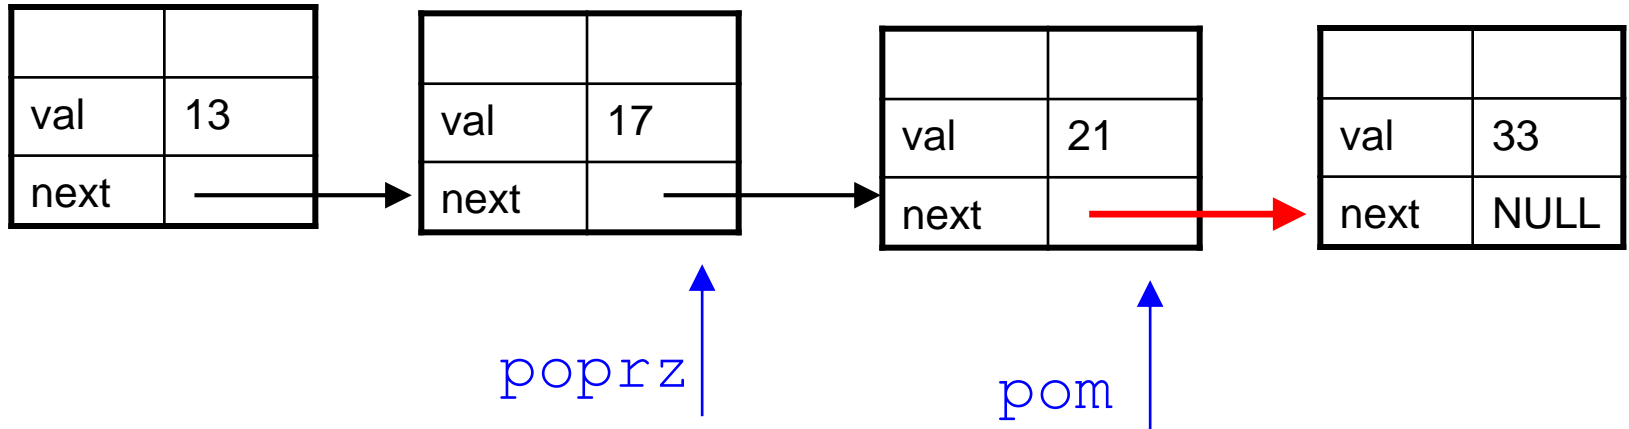 val 13
next
val 17
next
val 21
next
val 33
next NULL
poprz
pom